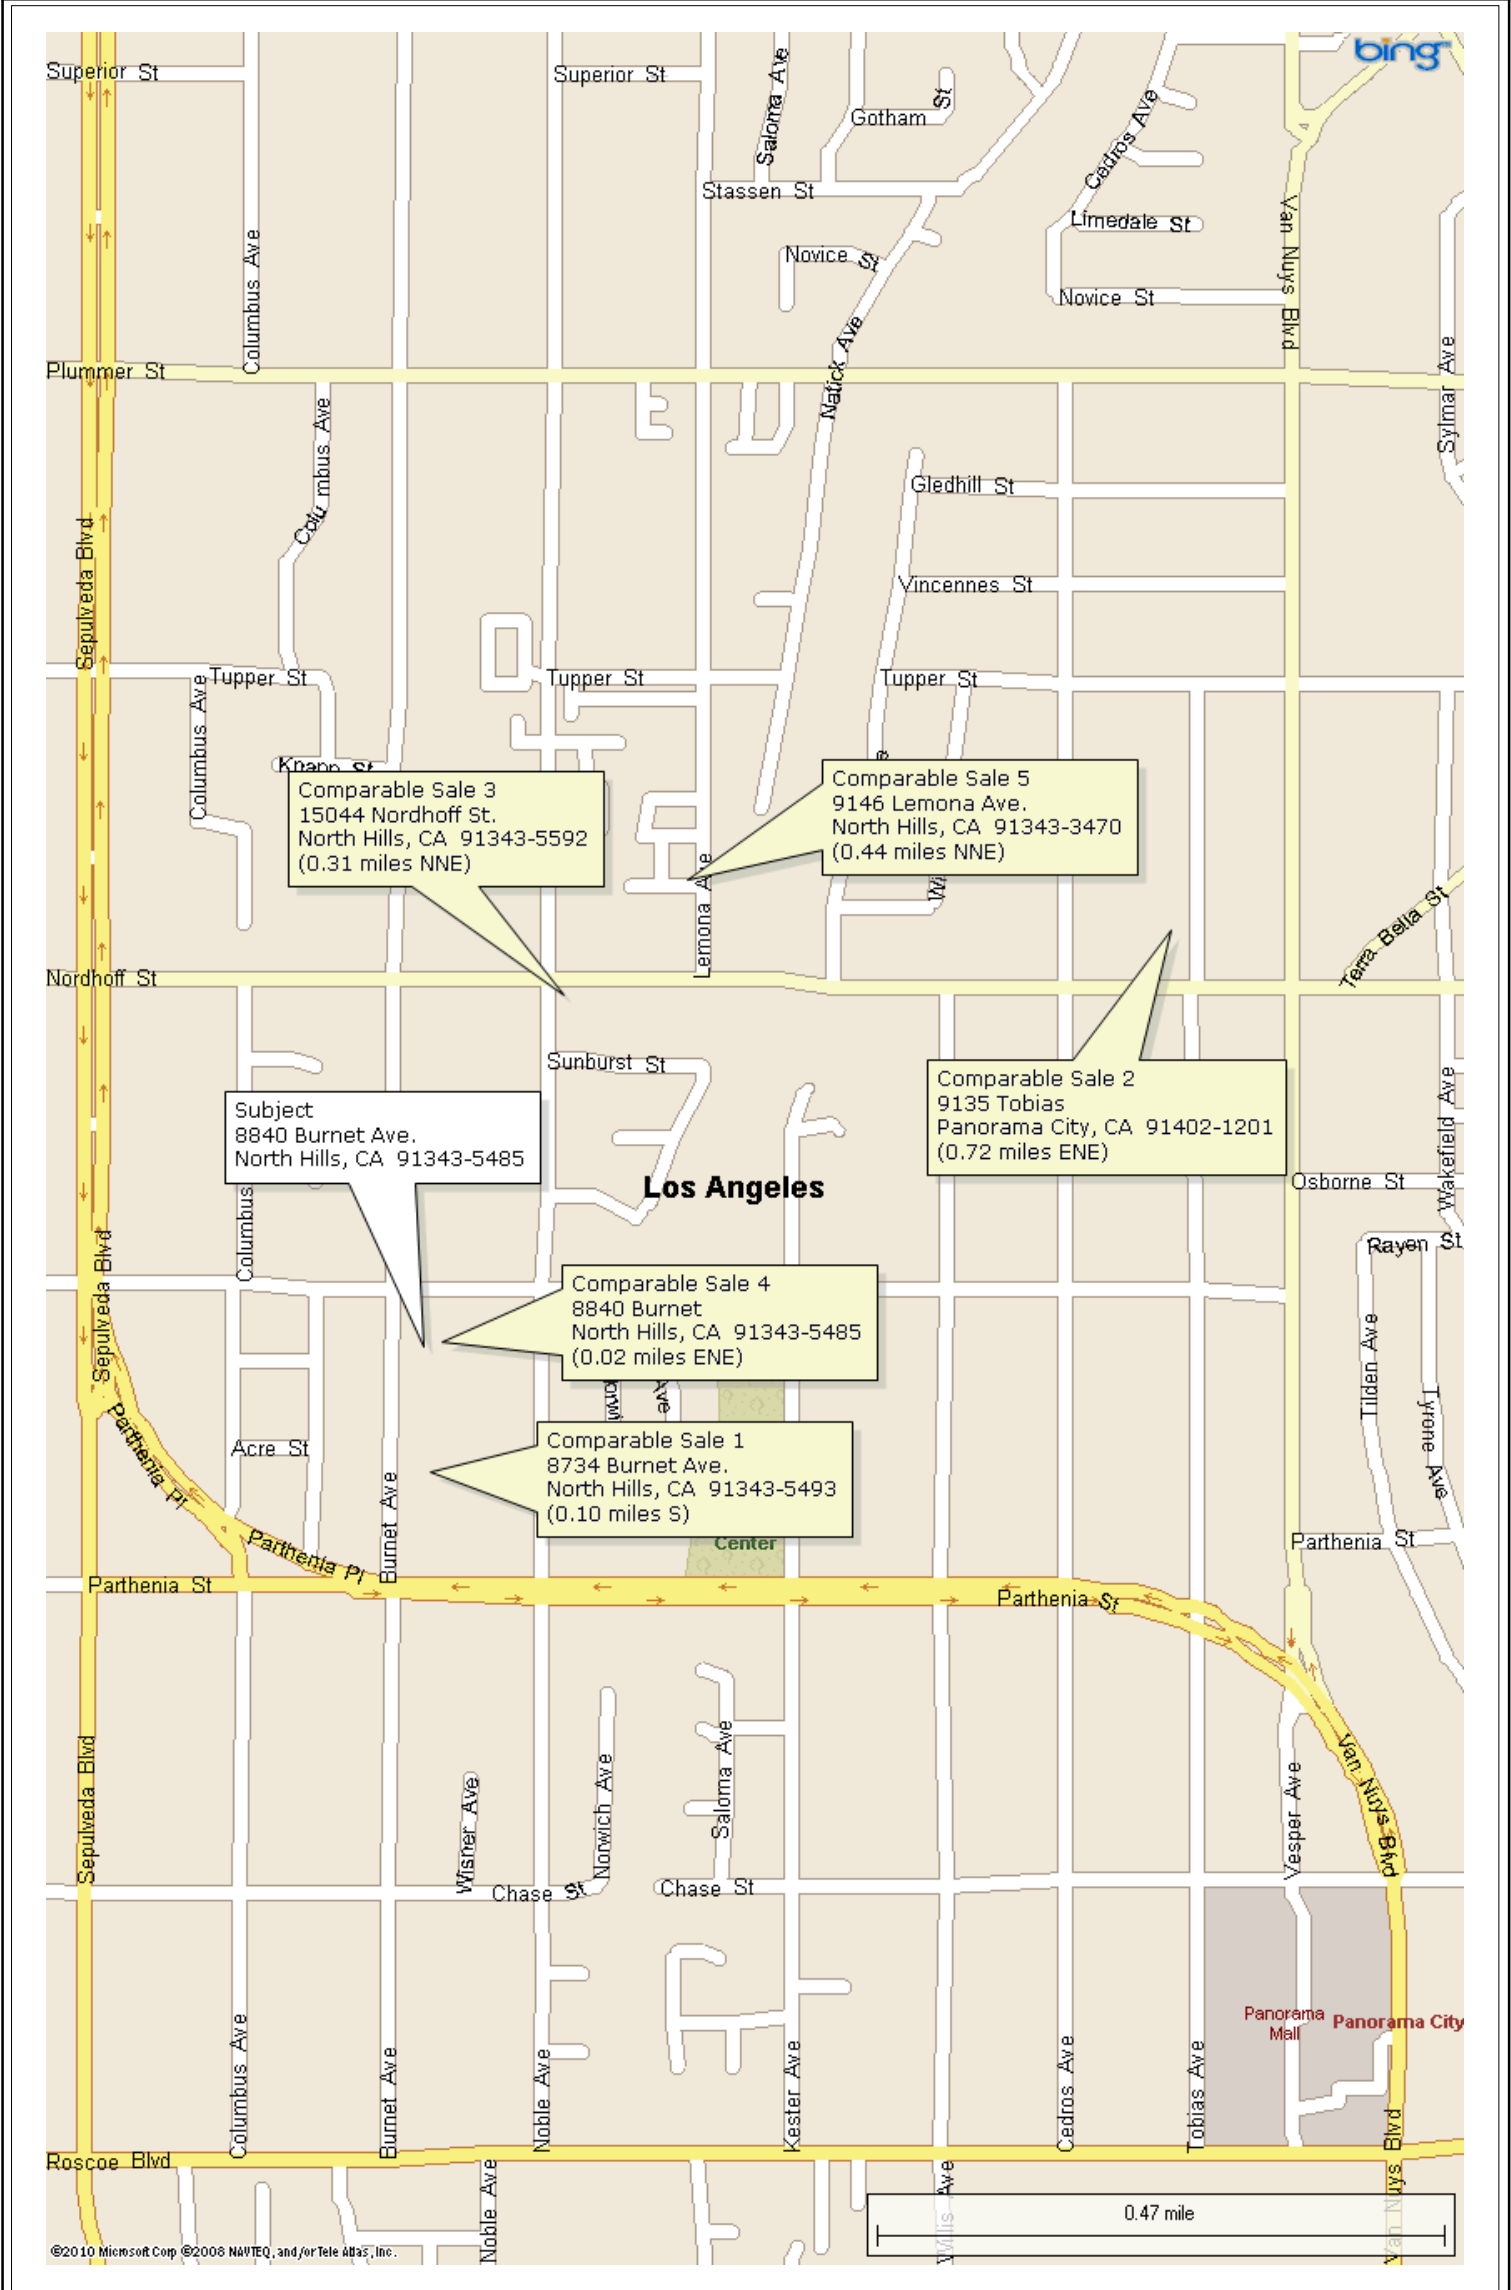 bing™
Superior St
Superior St
Saloma Ave
Gotham St
Cedros Ave
Stassen St
Limedale St
Van Nuys Blvd
Columbus Ave
Novice St
Novice St
Natick Ave
Sylmar Ave
Plummer St
Columbus Ave
Gledhill St
Sepulveda Blvd
Vincennes St
Tupper St
Tupper St
Tupper St
Columbus Ave
Knapp St
Comparable Sale 3
15044 Nordhoff St.
North Hills, CA 91343-5592
(0.31 miles NNE)
Comparable Sale 5
9146 Lemona Ave.
North Hills, CA 91343-3470
(0.44 miles NNE)
Lemona Ave
Terra Bella St
Nordhoff St
Sunburst St
Comparable Sale 2
9135 Tobias
Panorama City, CA 91402-1201
(0.72 miles ENE)
Wakefield Ave
Subject
8840 Burnet Ave.
North Hills, CA 91343-5485
Los Angeles
Osborne St
Columbus
Rayen St
Sepulveda Blvd
Comparable Sale 4
8840 Burnet
North Hills, CA 91343-5485
(0.02 miles ENE)
Ave
Tilden Ave
Tyrone Ave
Parthenia Pl
Acre St
Comparable Sale 1
8734 Burnet Ave.
North Hills, CA 91343-5493
(0.10 miles S)
Center
Burnet Ave
Parthenia Pl
Parthenia St
Parthenia St
Parthenia St
Sepulveda Blvd
Wisner Ave
Norwich Ave
Saloma Ave
Vesper Ave
Van Nuys Blvd
Chase St
Chase St
Panorama
Mall
Panorama City
Columbus Ave
Burnet Ave
Noble Ave
Kester Ave
Cedros Ave
Tobias Ave
Roscoe Blvd
Noble Ave
Willis Ave
Van Nuys Blvd
0.47 mile
©2010 Microsoft Corp ©2008 NAVTEQ, and/or Tele Atlas, Inc.